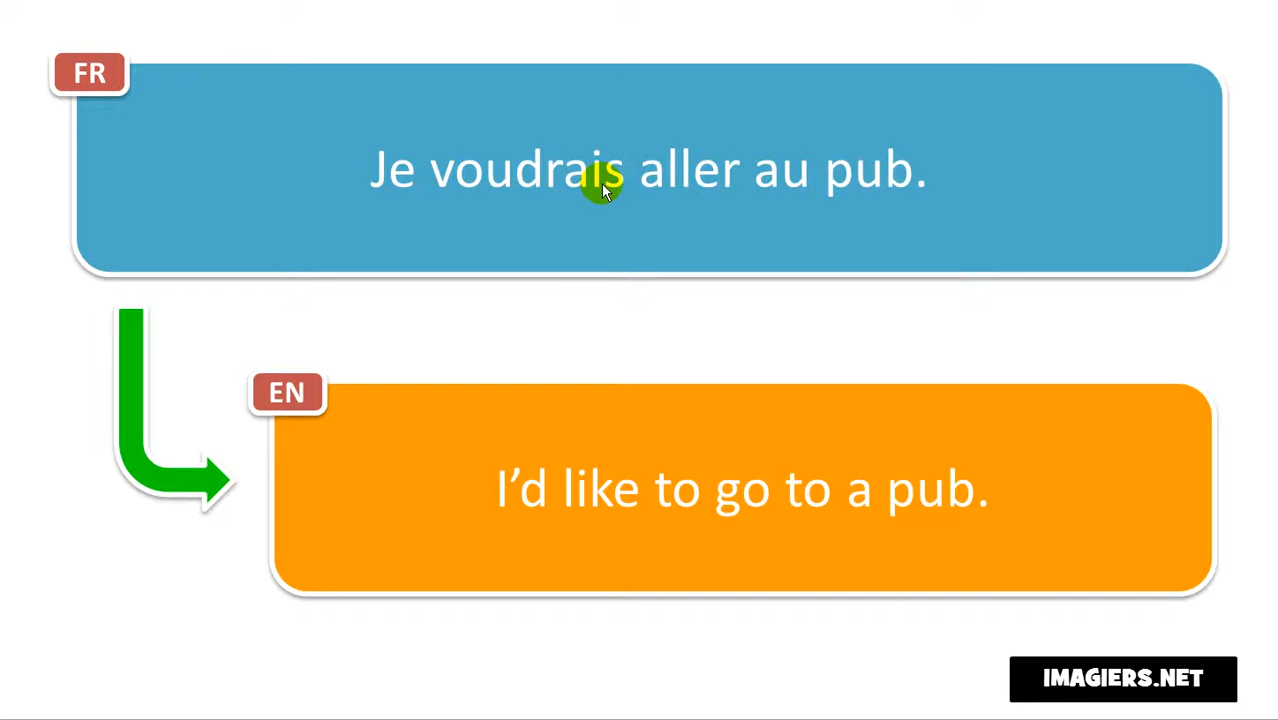 FR
Je voudrais aller au pub.
EN
I’d like to go to a pub.
IMAGIERS.NET